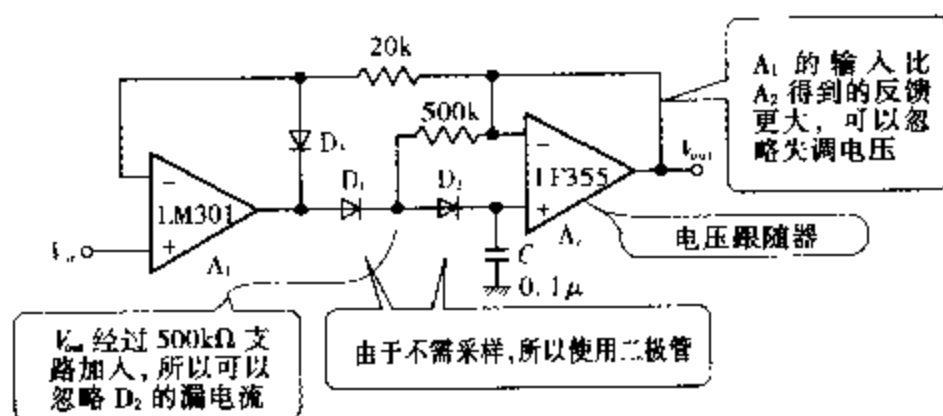 20k
500k
A₁ 的输入比
A₂ 得到的反馈
更大，可以忽
略失调电压
D₁
D₂
LM301
LF355
−
+
−
+
A₁
C
0.1μ
电压跟随器
V_out 经过 500kΩ 支
路加入，所以可以
忽略 D₂ 的漏电流
由于不需采样，所以使用二极管